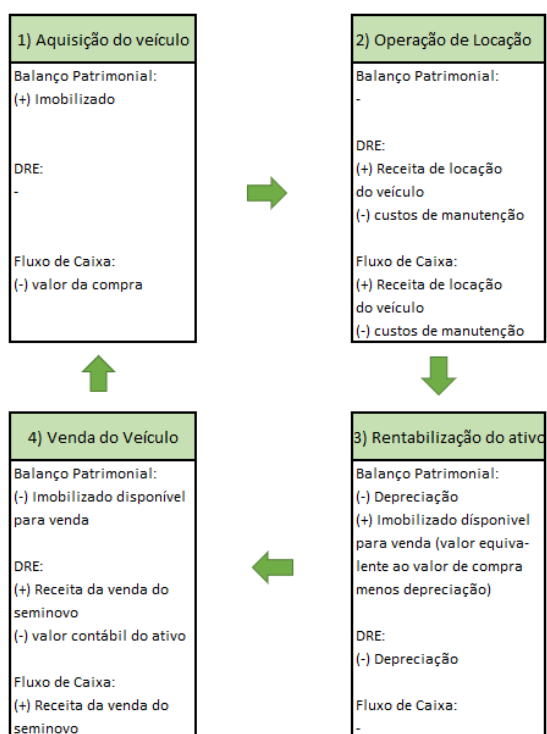 1) Aquisição do veículo
Balanço Patrimonial:
(+) Imobilizado
DRE:
-
Fluxo de Caixa:
(-) valor da compra
2) Operação de Locação
Balanço Patrimonial:
-
DRE:
(+) Receita de locação
do veículo
(-) custos de manutenção
Fluxo de Caixa:
(+) Receita de locação
do veículo
(-) custos de manutenção
3) Rentabilização do ativo
Balanço Patrimonial:
(-) Depreciação
(+) Imobilizado dísponivel
para venda (valor equiva-
lente ao valor de compra
menos depreciação)
DRE:
(-) Depreciação
Fluxo de Caixa:
-
4) Venda do Veículo
Balanço Patrimonial:
(-) Imobilizado disponível
para venda
DRE:
(+) Receita da venda do
seminovo
(-) valor contábil do ativo
Fluxo de Caixa:
(+) Receita da venda do
seminovo